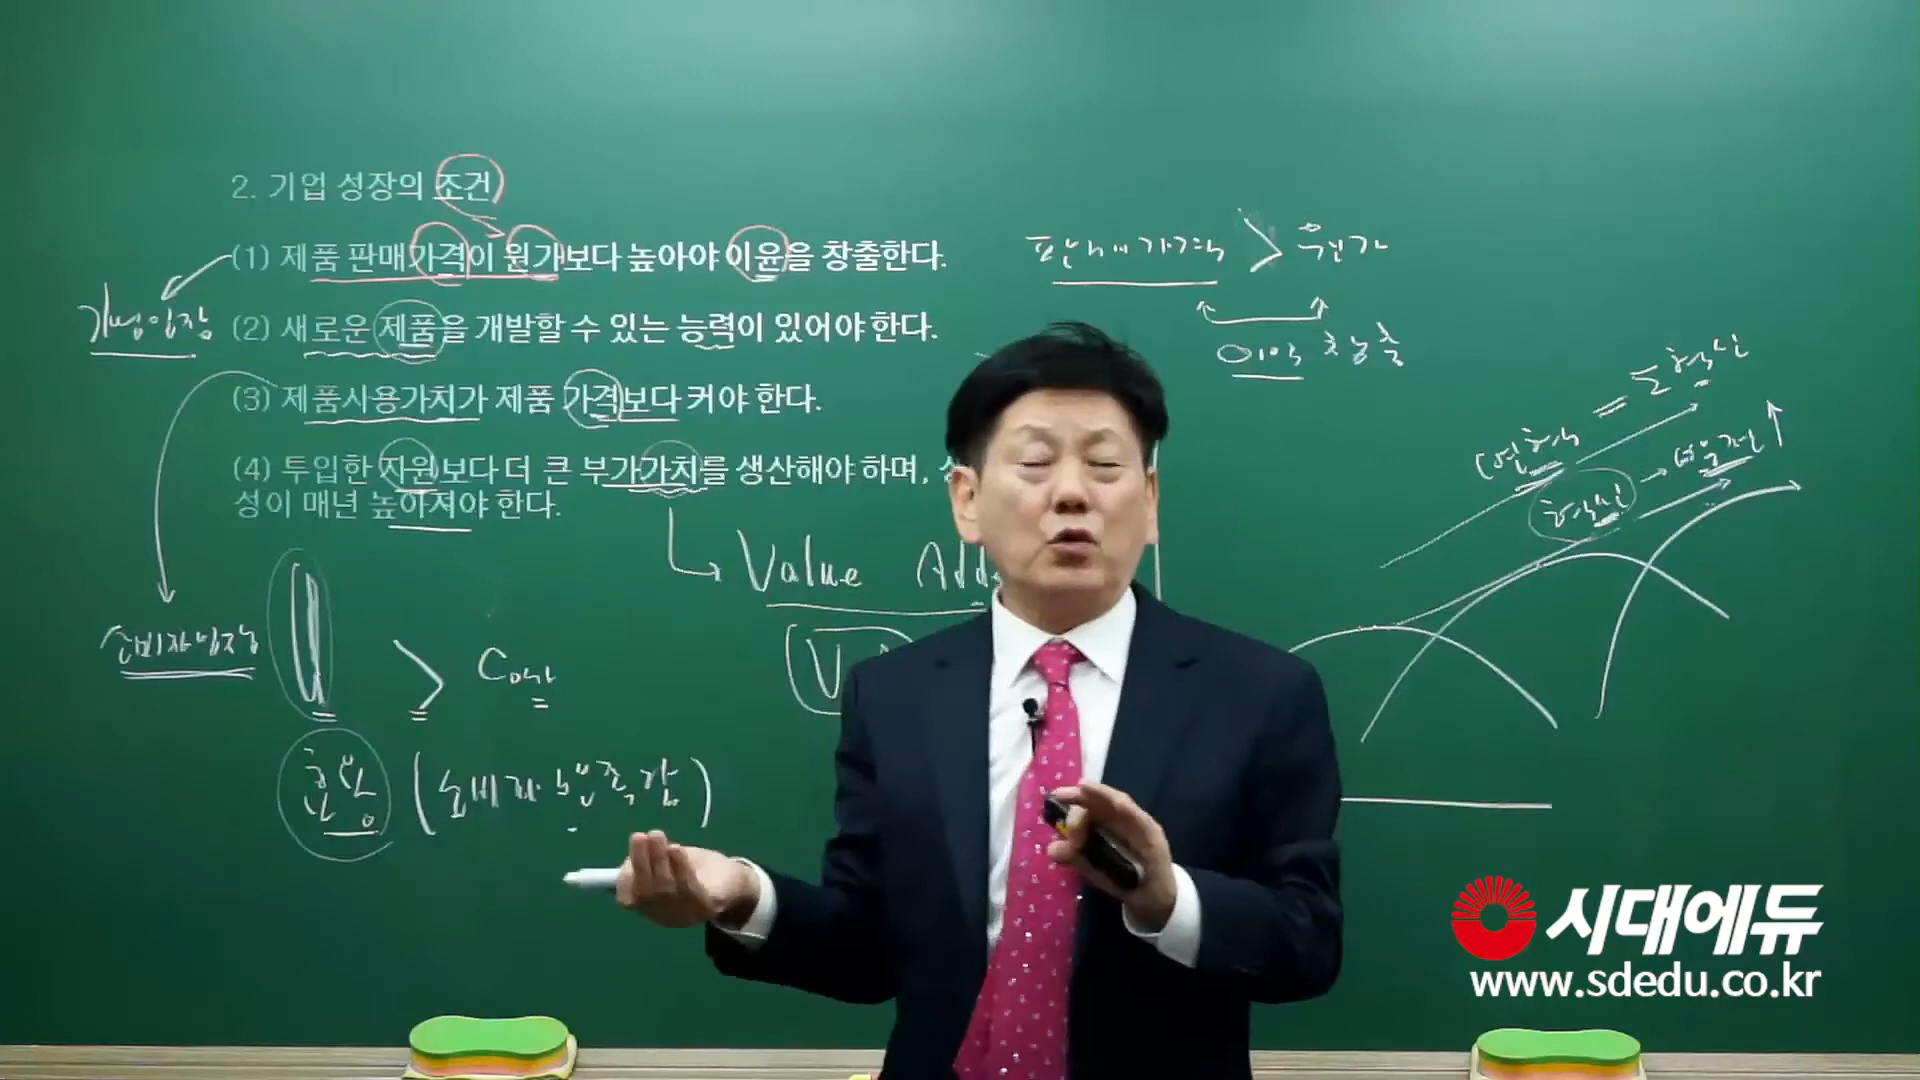 2. 기업 성장의 조건
(1) 제품 판매가격이 원가보다 높아야 이윤을 창출한다.
판매가격 > 원가
기업입장
(2) 새로운 제품을 개발할 수 있는 능력이 있어야 한다.
이익 창출
(3) 제품사용가치가 제품 가격보다 커야 한다.
(4) 투입한 자원보다 더 큰 부가가치를 생산해야 하며,
성이 매년 높아져야 한다.
혁신
Value Add
소비자입장
> Cost
V
효용 (소비자 만족감)
시대에듀
www.sdedu.co.kr